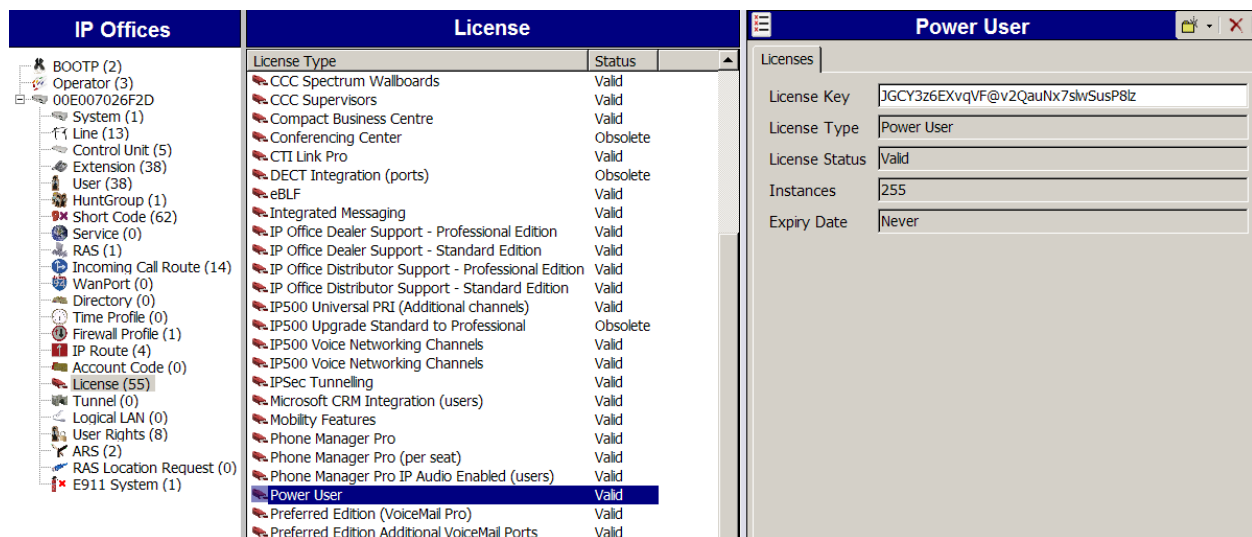 IP Offices
BOOTP (2)
Operator (3)
00E007026F2D
System (1)
Line (13)
Control Unit (5)
Extension (38)
User (38)
HuntGroup (1)
Short Code (62)
Service (0)
RAS (1)
Incoming Call Route (14)
WanPort (0)
Directory (0)
Time Profile (0)
Firewall Profile (1)
IP Route (4)
Account Code (0)
License (55)
Tunnel (0)
Logical LAN (0)
User Rights (8)
ARS (2)
RAS Location Request (0)
E911 System (1)
License
License Type Status
CCC Spectrum Wallboards Valid
CCC Supervisors Valid
Compact Business Centre Valid
Conferencing Center Obsolete
CTI Link Pro Valid
DECT Integration (ports) Obsolete
eBLF Valid
Integrated Messaging Valid
IP Office Dealer Support - Professional Edition Valid
IP Office Dealer Support - Standard Edition Valid
IP Office Distributor Support - Professional Edition Valid
IP Office Distributor Support - Standard Edition Valid
IP500 Universal PRI (Additional channels) Valid
IP500 Upgrade Standard to Professional Obsolete
IP500 Voice Networking Channels Valid
IP500 Voice Networking Channels Valid
IPSec Tunnelling Valid
Microsoft CRM Integration (users) Valid
Mobility Features Valid
Phone Manager Pro Valid
Phone Manager Pro (per seat) Valid
Phone Manager Pro IP Audio Enabled (users) Valid
Power User Valid
Preferred Edition (VoiceMail Pro) Valid
Preferred Edition Additional VoiceMail Ports Valid
Power User
Licenses
License Key JGCY3z6EXvqVF@v2QauNx7slwSusP8lz
License Type Power User
License Status Valid
Instances 255
Expiry Date Never